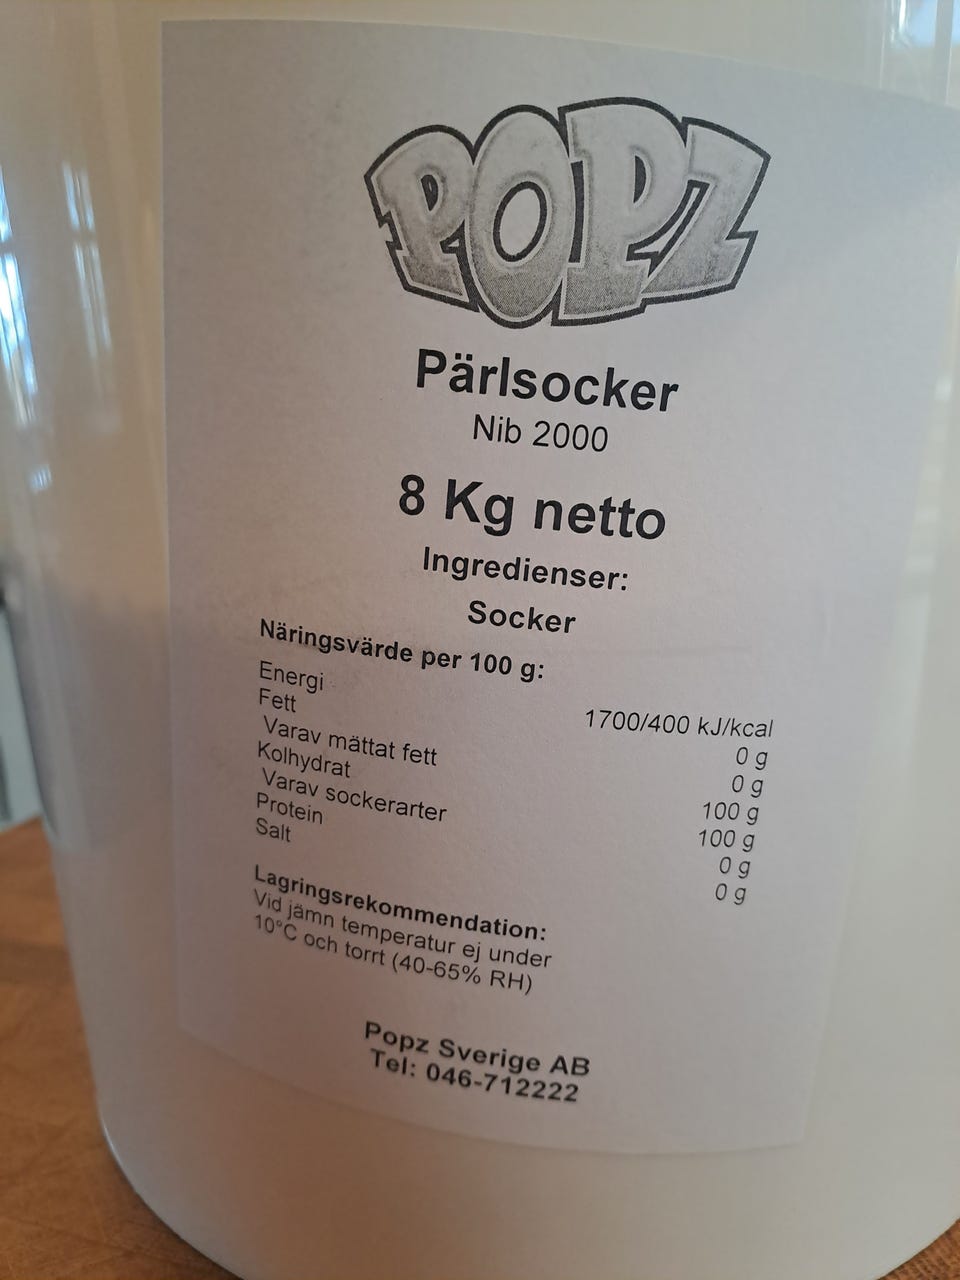 POPZ
Pärlsocker
Nib 2000
8 Kg netto
Ingredienser:
Socker
Näringsvärde per 100 g:
Energi 1700/400 kJ/kcal
Fett 0 g
Varav mättat fett 0 g
Kolhydrat 100 g
Varav sockerarter 100 g
Protein 0 g
Salt 0 g
Lagringsrekommendation:
Vid jämn temperatur ej under
10°C och torrt (40-65% RH)
Popz Sverige AB
Tel: 046-712222